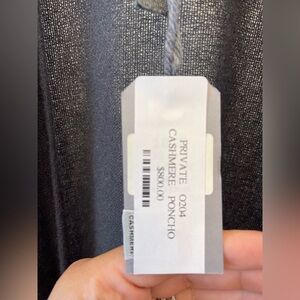 PRIVATE 0204
CASHMERE PONCHO
$800.00
CASHMERE